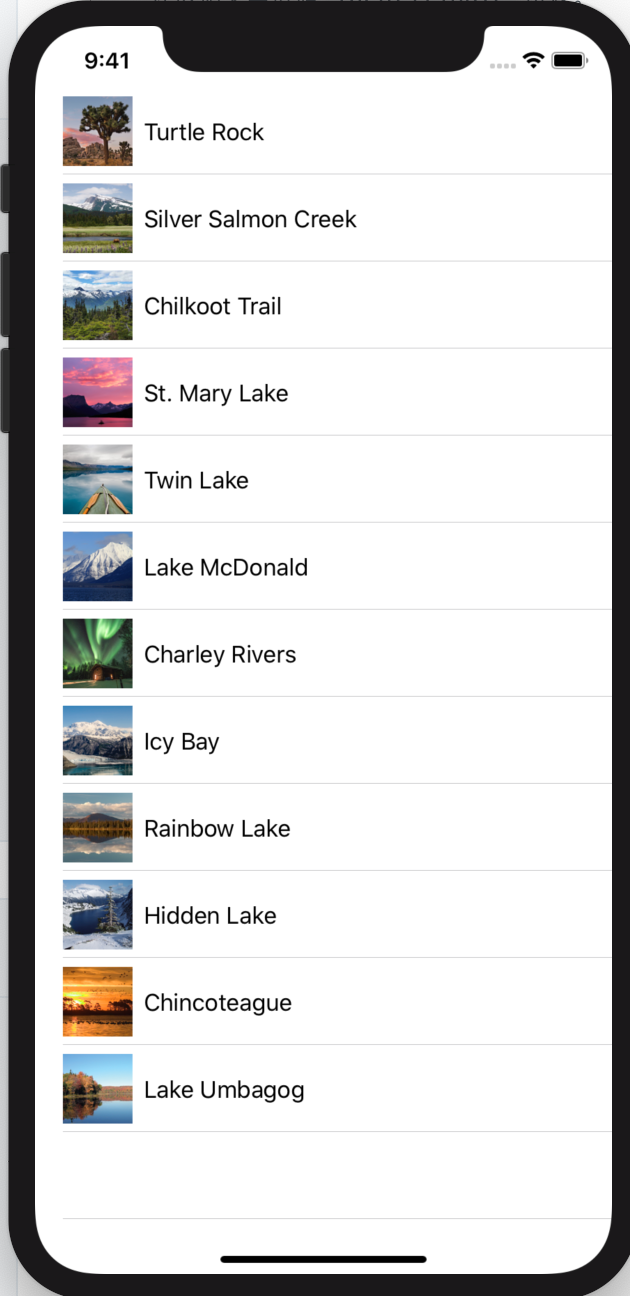 9:41
Turtle Rock
Silver Salmon Creek
Chilkoot Trail
St. Mary Lake
Twin Lake
Lake McDonald
Charley Rivers
Icy Bay
Rainbow Lake
Hidden Lake
Chincoteague
Lake Umbagog